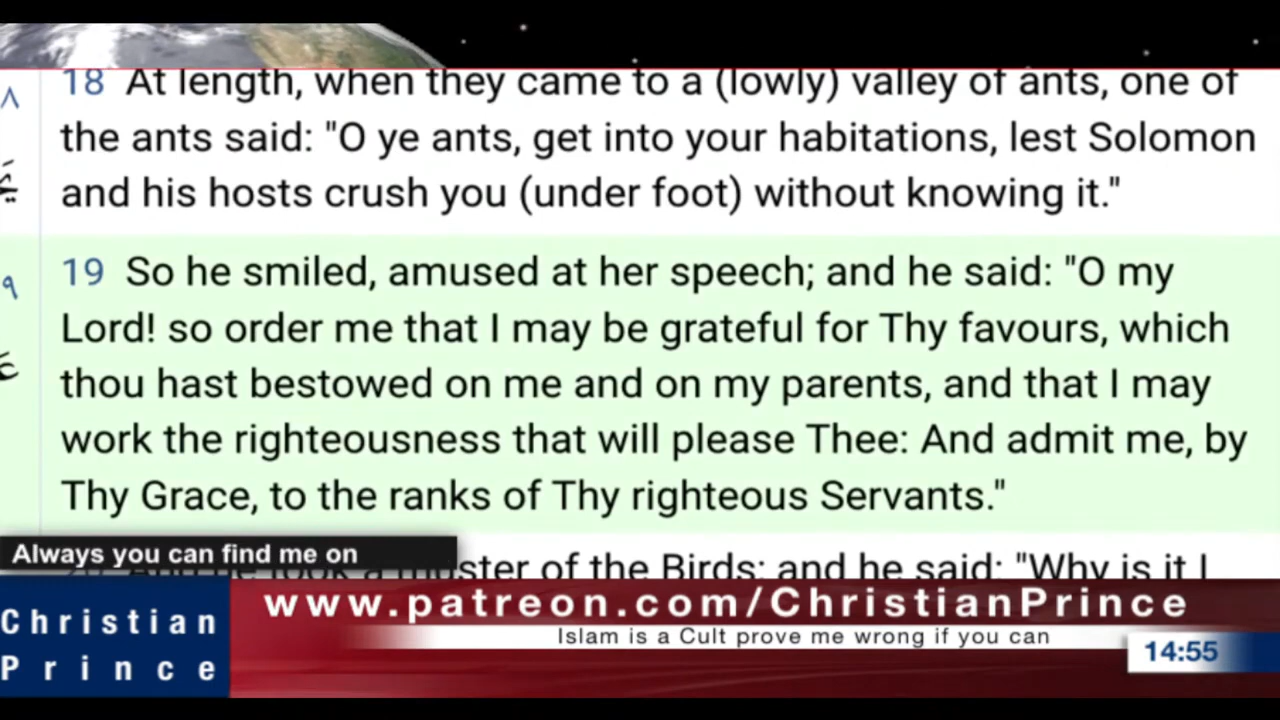 18 At length, when they came to a (lowly) valley of ants, one of
the ants said: "O ye ants, get into your habitations, lest Solomon
and his hosts crush you (under foot) without knowing it."
19 So he smiled, amused at her speech; and he said: "O my
Lord! so order me that I may be grateful for Thy favours, which
thou hast bestowed on me and on my parents, and that I may
work the righteousness that will please Thee: And admit me, by
Thy Grace, to the ranks of Thy righteous Servants."
20 And he took a muster of the Birds; and he said: "Why is it I
Always you can find me on
www.patreon.com/ChristianPrince
Islam is a Cult prove me wrong if you can
Christian
Prince
14:55